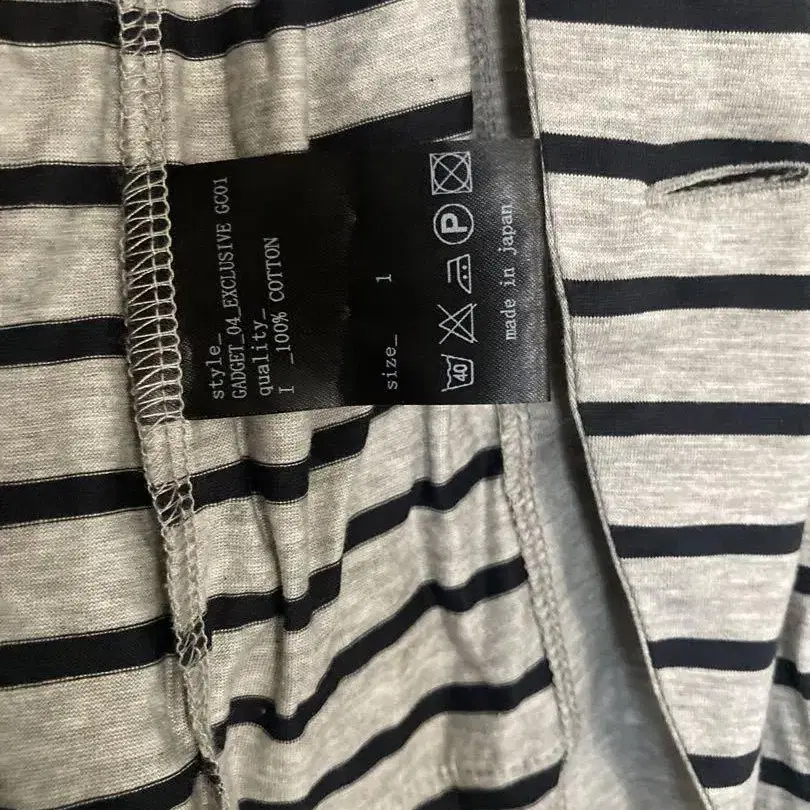 style_
GADGET_04_EXCLUSIVE GC01
quality_
I _100% COTTON
size_ 1
40
P
made in japan